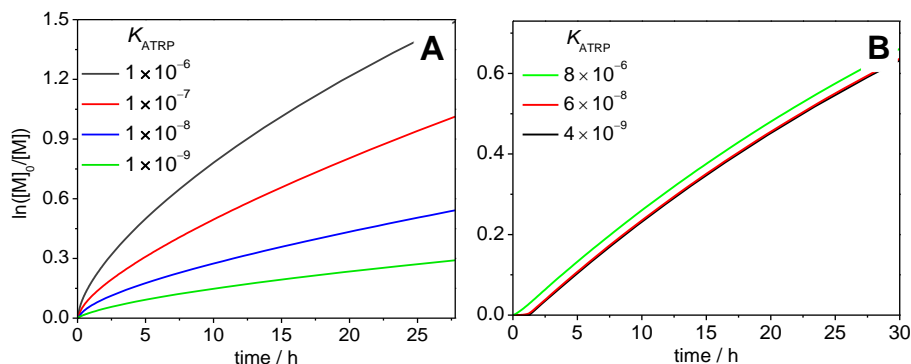 A
K_ATRP
1 × 10⁻⁶
1 × 10⁻⁷
1 × 10⁻⁸
1 × 10⁻⁹
ln([M]₀/[M])
1.5
1.2
0.9
0.6
0.3
0.0
0 5 10 15 20 25
time / h
B
K_ATRP
8 × 10⁻⁶
6 × 10⁻⁸
4 × 10⁻⁹
0.6
0.4
0.2
0.0
0 5 10 15 20 25 30
time / h